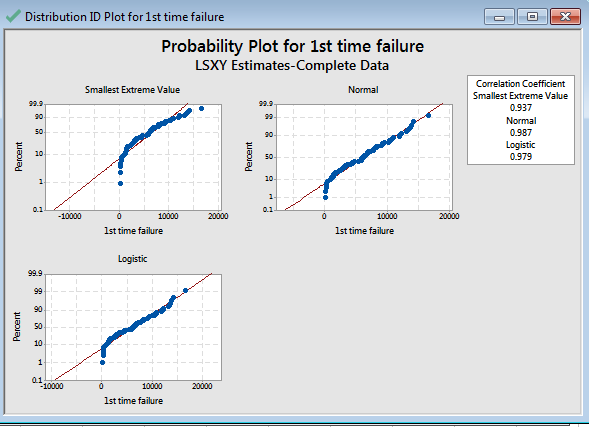 Distribution ID Plot for 1st time failure
Probability Plot for 1st time failure
LSXY Estimates-Complete Data
Smallest Extreme Value
99.9
90
50
10
1
0.1
Percent
-10000 0 10000 20000
1st time failure
Normal
99.9
99
90
50
10
1
0.1
Percent
0 10000 20000
1st time failure
Correlation Coefficient
Smallest Extreme Value
0.937
Normal
0.987
Logistic
0.979
Logistic
99.9
99
90
50
10
1
0.1
Percent
-10000 0 10000 20000
1st time failure